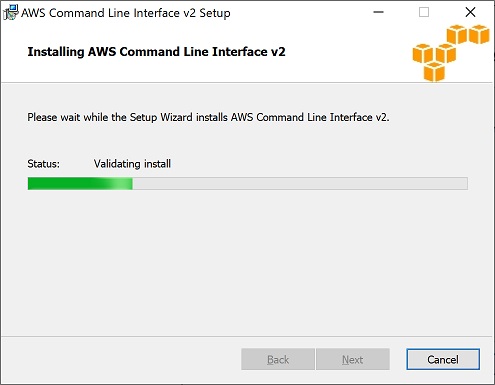 AWS Command Line Interface v2 Setup
Installing AWS Command Line Interface v2
Please wait while the Setup Wizard installs AWS Command Line Interface v2.
Status: Validating install
Back Next Cancel